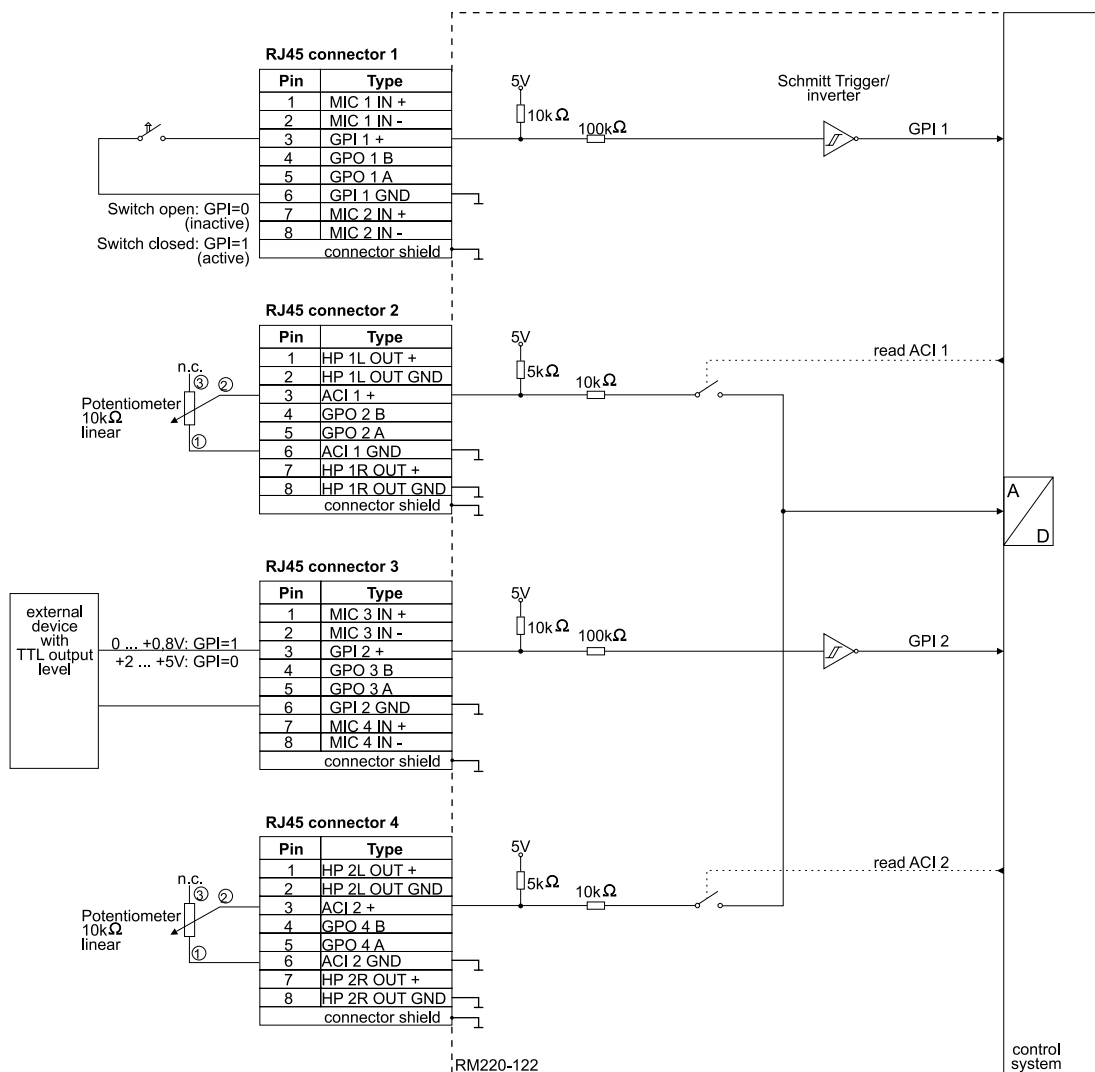 RJ45 connector 1
Pin Type
1 MIC 1 IN +
2 MIC 1 IN -
3 GPI 1 +
4 GPO 1 B
5 GPO 1 A
6 GPI 1 GND
7 MIC 2 IN +
8 MIC 2 IN -
connector shield
Switch open: GPI=0
(inactive)
Switch closed: GPI=1
(active)
5V
10kΩ
100kΩ
Schmitt Trigger/
inverter
GPI 1
RJ45 connector 2
Pin Type
1 HP 1L OUT +
2 HP 1L OUT GND
3 ACI 1 +
4 GPO 2 B
5 GPO 2 A
6 ACI 1 GND
7 HP 1R OUT +
8 HP 1R OUT GND
connector shield
n.c.
3 2
Potentiometer
10kΩ
linear
1
5V
5kΩ
10kΩ
read ACI 1
A
D
RJ45 connector 3
Pin Type
1 MIC 3 IN +
2 MIC 3 IN -
3 GPI 2 +
4 GPO 3 B
5 GPO 3 A
6 GPI 2 GND
7 MIC 4 IN +
8 MIC 4 IN -
connector shield
external
device
with
TTL output
level
0 ... +0,8V: GPI=1
+2 ... +5V: GPI=0
5V
10kΩ
100kΩ
GPI 2
RJ45 connector 4
Pin Type
1 HP 2L OUT +
2 HP 2L OUT GND
3 ACI 2 +
4 GPO 4 B
5 GPO 4 A
6 ACI 2 GND
7 HP 2R OUT +
8 HP 2R OUT GND
connector shield
n.c.
3 2
Potentiometer
10kΩ
linear
1
5V
5kΩ
10kΩ
read ACI 2
RM220-122
control
system